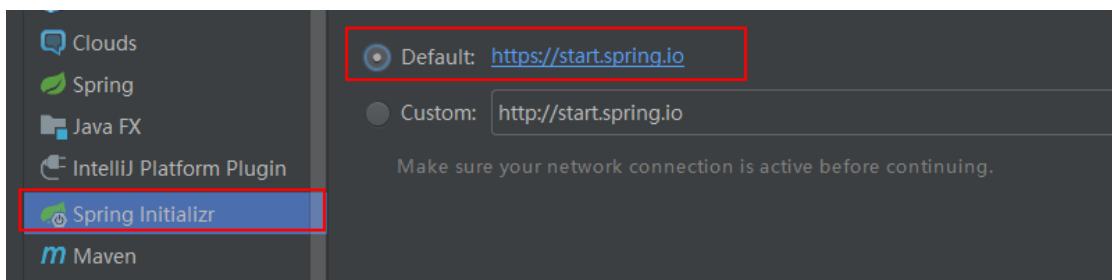 Clouds
Spring
Java FX
IntelliJ Platform Plugin
Spring Initializr
Maven
Default: https://start.spring.io
Custom: http://start.spring.io
Make sure your network connection is active before continuing.